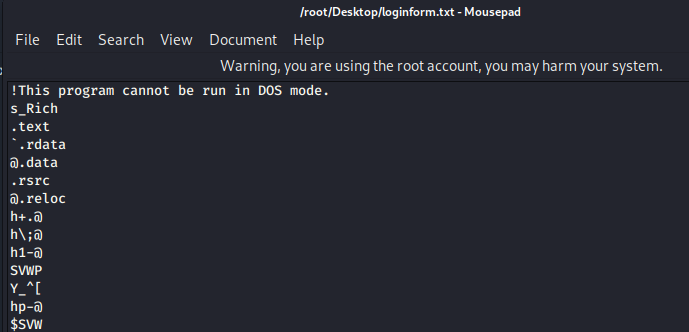 /root/Desktop/loginform.txt - Mousepad
File Edit Search View Document Help
Warning, you are using the root account, you may harm your system.
!This program cannot be run in DOS mode.
s_Rich
.text
`.rdata
@.data
.rsrc
@.reloc
h+.@
h\;@
h1-@
SVWP
Y_^[
hp-@
$SVW